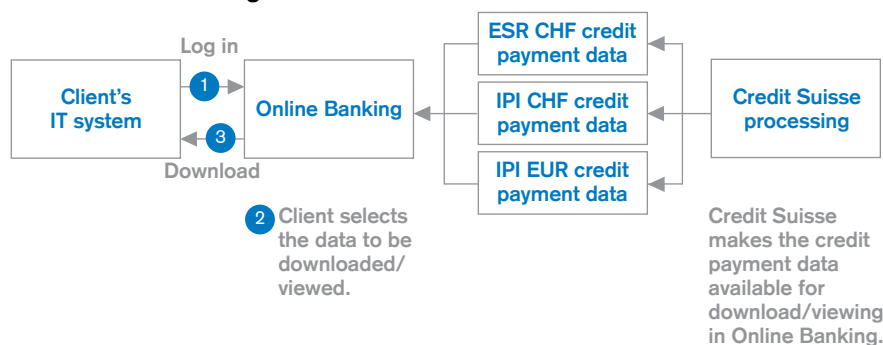 Log in
1
Client's
IT system
3
Download
Online Banking
2 Client selects
the data to be
downloaded/
viewed.
ESR CHF credit
payment data
IPI CHF credit
payment data
IPI EUR credit
payment data
Credit Suisse
processing
Credit Suisse
makes the credit
payment data
available for
download/viewing
in Online Banking.